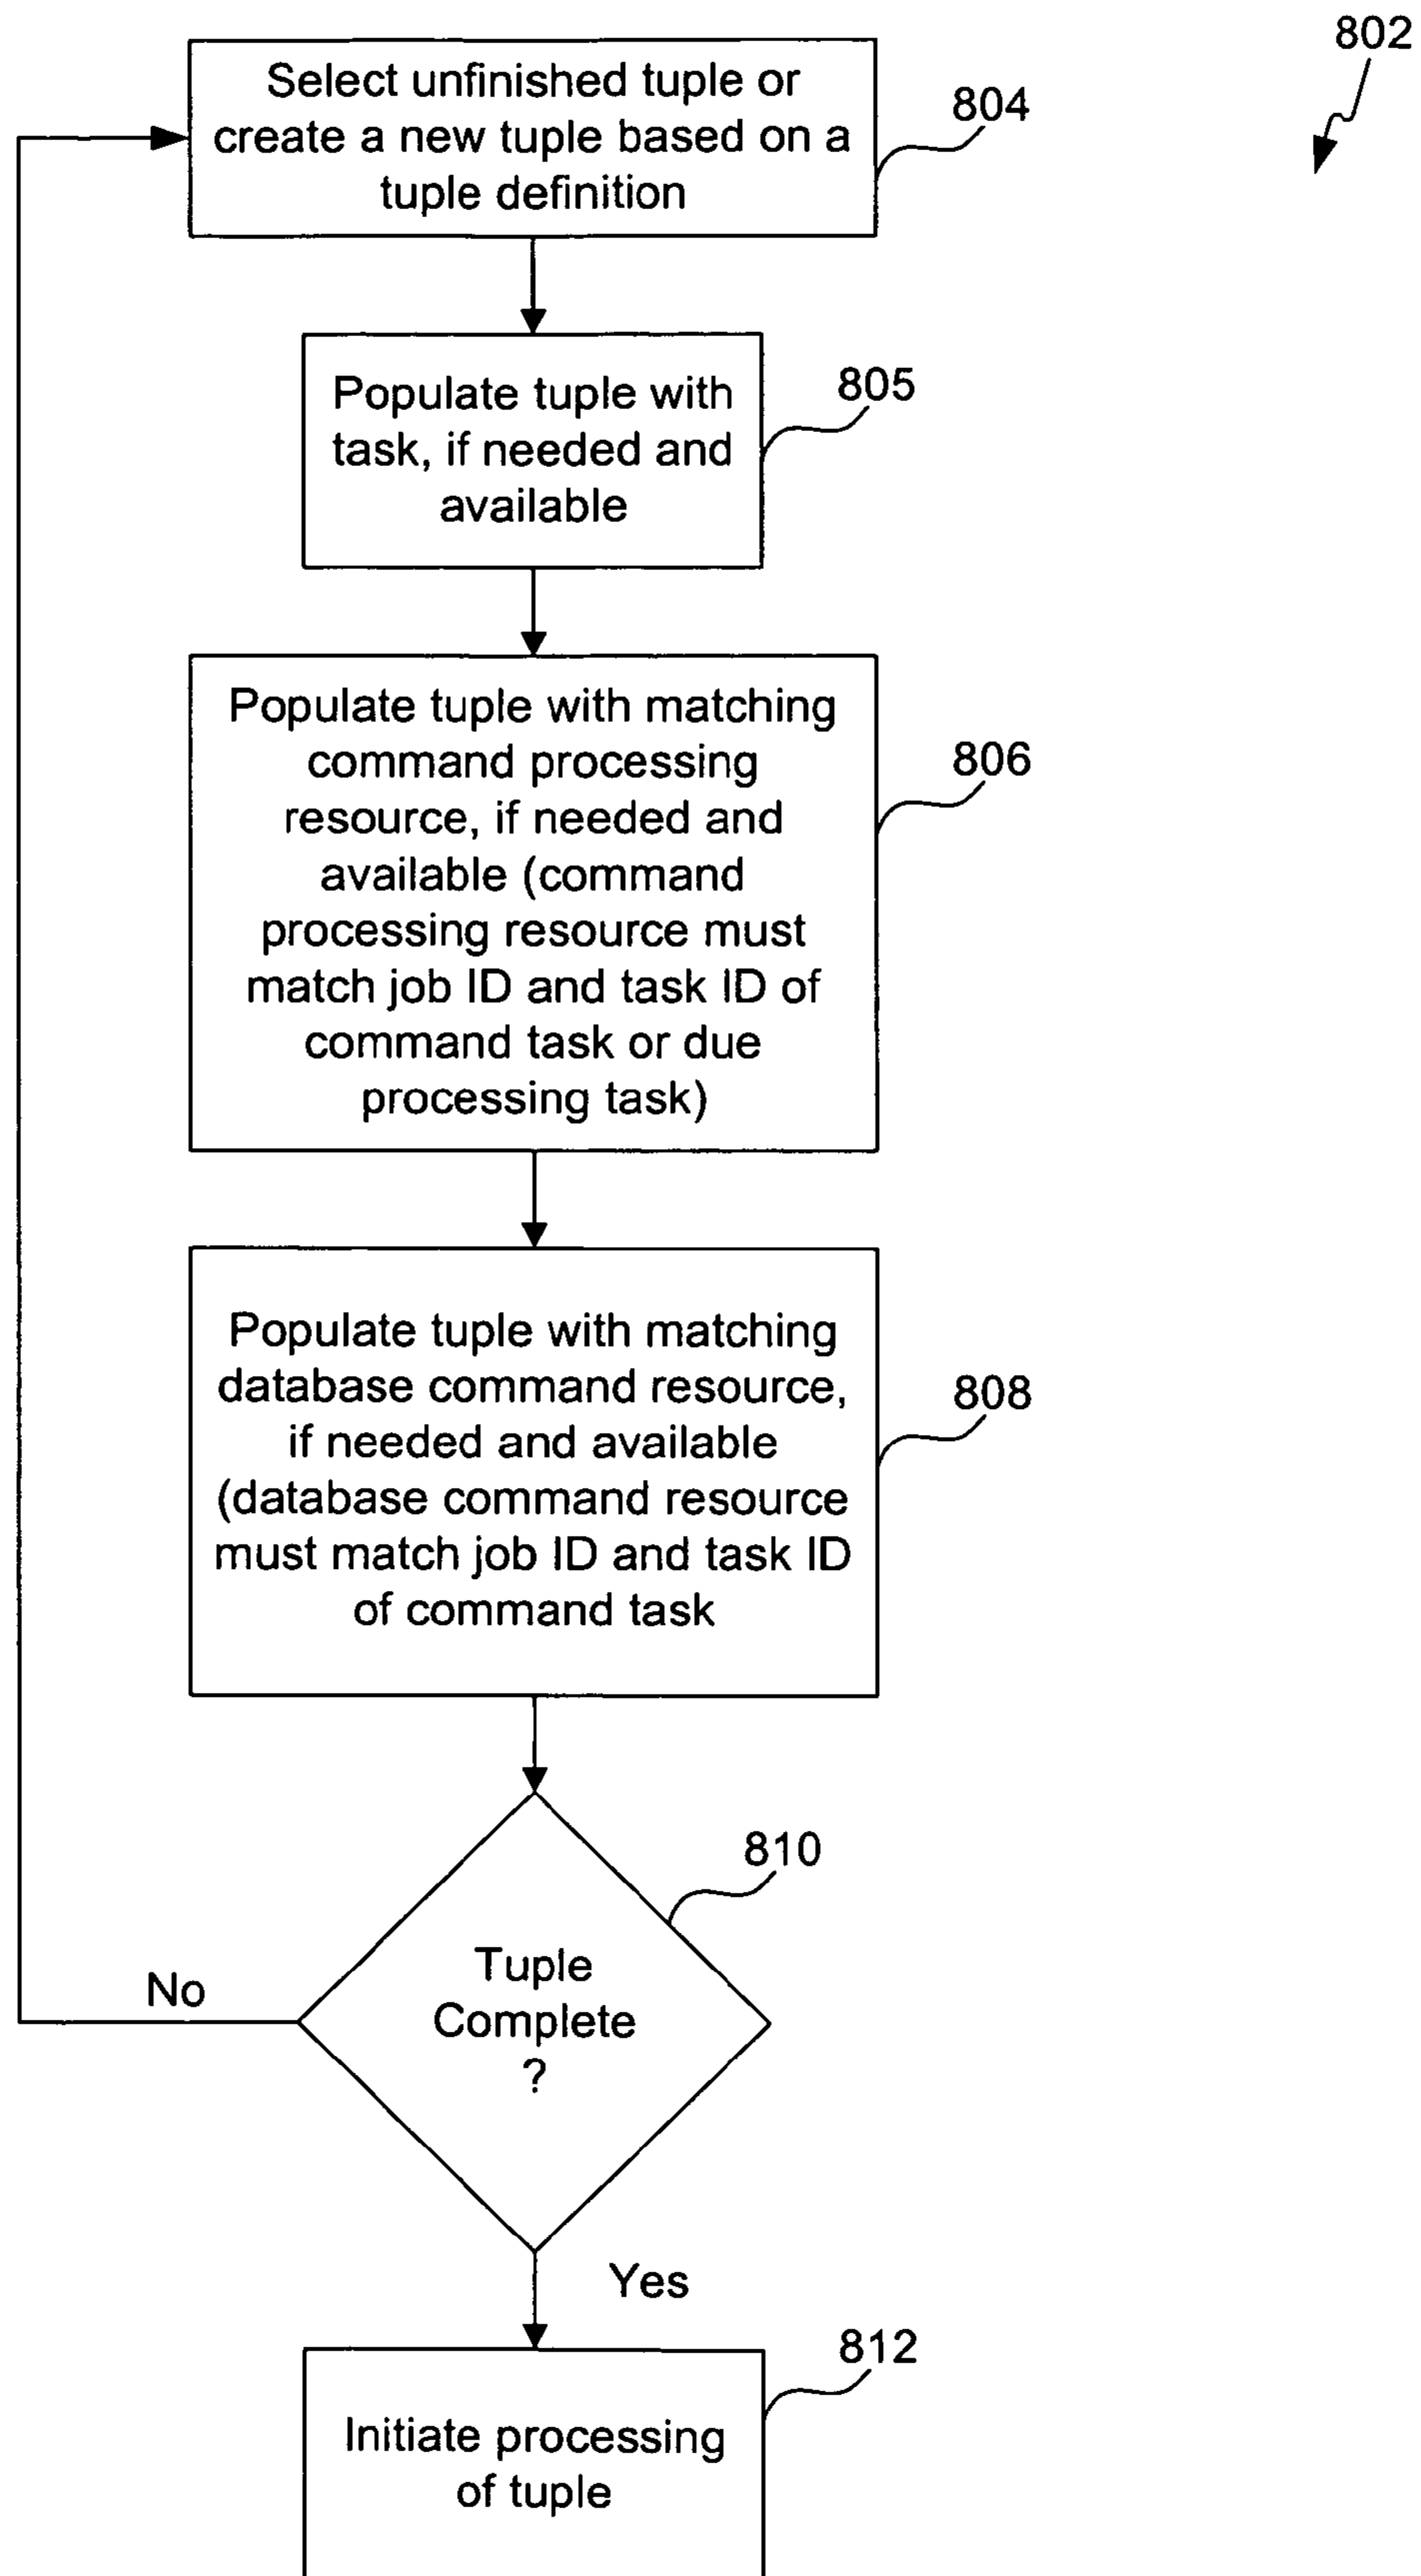 802
Select unfinished tuple or
create a new tuple based on a
tuple definition
804
Populate tuple with
task, if needed and
available
805
Populate tuple with matching
command processing
resource, if needed and
available (command
processing resource must
match job ID and task ID of
command task or due
processing task)
806
Populate tuple with matching
database command resource,
if needed and available
(database command resource
must match job ID and task ID
of command task
808
Tuple
Complete
?
810
No
Yes
Initiate processing
of tuple
812